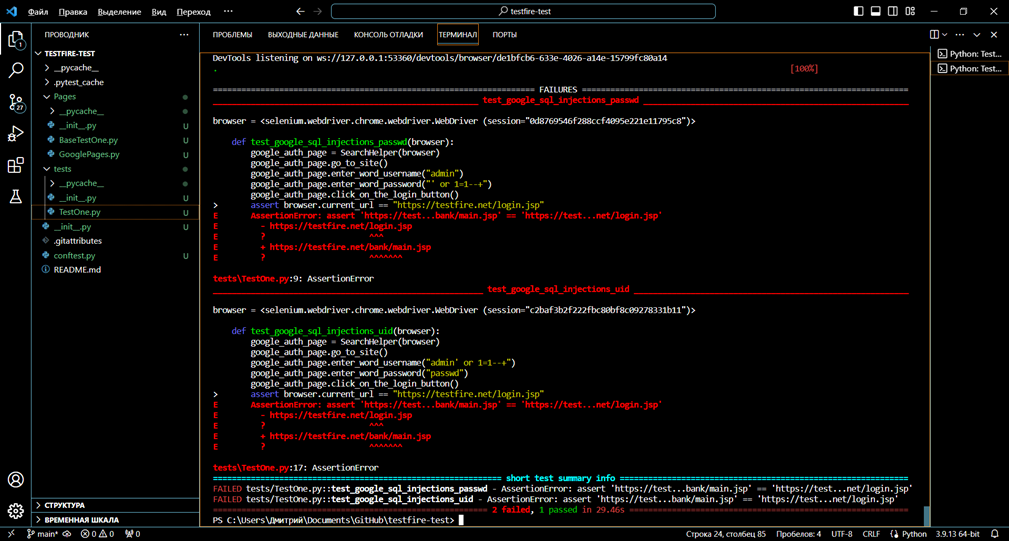 Файл Правка Выделение Вид Переход ··· testfire-test
ПРОВОДНИК ···
TESTFIRE-TEST
__pycache__
.pytest_cache
Pages
__pycache__
__init__.py U
BaseTestOne.py U
GooglePages.py U
tests
__pycache__
__init__.py U
TestOne.py U
__init__.py U
.gitattributes
conftest.py U
README.md
СТРУКТУРА
ВРЕМЕННАЯ ШКАЛА
1
27
ПРОБЛЕМЫ ВЫХОДНЫЕ ДАННЫЕ КОНСОЛЬ ОТЛАДКИ ТЕРМИНАЛ ПОРТЫ
Python: Test...
Python: Test...
DevTools listening on ws://127.0.0.1:53360/devtools/browser/de1bfcb6-633e-4026-a14e-15799fc80a14
. [100%]
FAILURES
test_google_sql_injections_passwd
browser = <selenium.webdriver.chrome.webdriver.WebDriver (session="0d8769546f288ccf4095e221e11795c8")>
def test_google_sql_injections_passwd(browser):
google_auth_page = SearchHelper(browser)
google_auth_page.go_to_site()
google_auth_page.enter_word_username("admin")
google_auth_page.enter_word_password("' or 1=1--+")
google_auth_page.click_on_the_login_button()
> assert browser.current_url == "https://testfire.net/login.jsp"
E AssertionError: assert 'https://test...bank/main.jsp' == 'https://test...net/login.jsp'
E - https://testfire.net/login.jsp
E ? ^^^
E + https://testfire.net/bank/main.jsp
E ? ^^^^^^^
tests\TestOne.py:9: AssertionError
test_google_sql_injections_uid
browser = <selenium.webdriver.chrome.webdriver.WebDriver (session="c2baf3b2f222fbc80bf8c09278331b11")>
def test_google_sql_injections_uid(browser):
google_auth_page = SearchHelper(browser)
google_auth_page.go_to_site()
google_auth_page.enter_word_username("admin' or 1=1--+")
google_auth_page.enter_word_password("passwd")
google_auth_page.click_on_the_login_button()
> assert browser.current_url == "https://testfire.net/login.jsp"
E AssertionError: assert 'https://test...bank/main.jsp' == 'https://test...net/login.jsp'
E - https://testfire.net/login.jsp
E ? ^^^
E + https://testfire.net/bank/main.jsp
E ? ^^^^^^^
tests\TestOne.py:17: AssertionError
short test summary info
FAILED tests/TestOne.py::test_google_sql_injections_passwd - AssertionError: assert 'https://test...bank/main.jsp' == 'https://test...net/login.jsp'
FAILED tests/TestOne.py::test_google_sql_injections_uid - AssertionError: assert 'https://test...bank/main.jsp' == 'https://test...net/login.jsp'
2 failed, 1 passed in 29.46s
PS C:\Users\Дмитрий\Documents\GitHub\testfire-test>
main* 0 0 0 Строка 24, столбец 85 Пробелов: 4 UTF-8 CRLF Python 3.9.13 64-bit